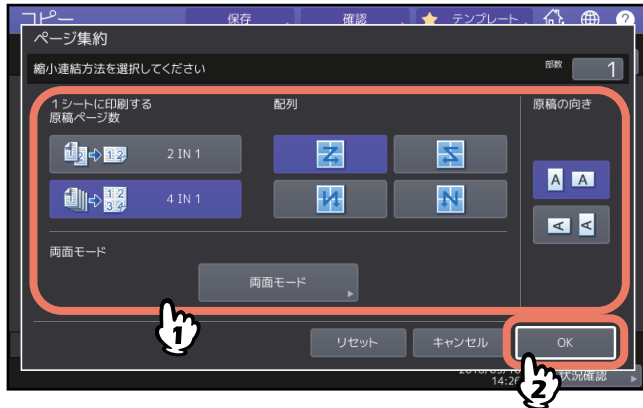 コピー 保存 確認 テンプレート ?
ページ集約
縮小連結方法を選択してください 部数 1
1シートに印刷する
原稿ページ数
配列
原稿の向き
2 IN 1
4 IN 1
A A
A A
両面モード
両面モード
1
リセット キャンセル OK
14:26
状況確認
2